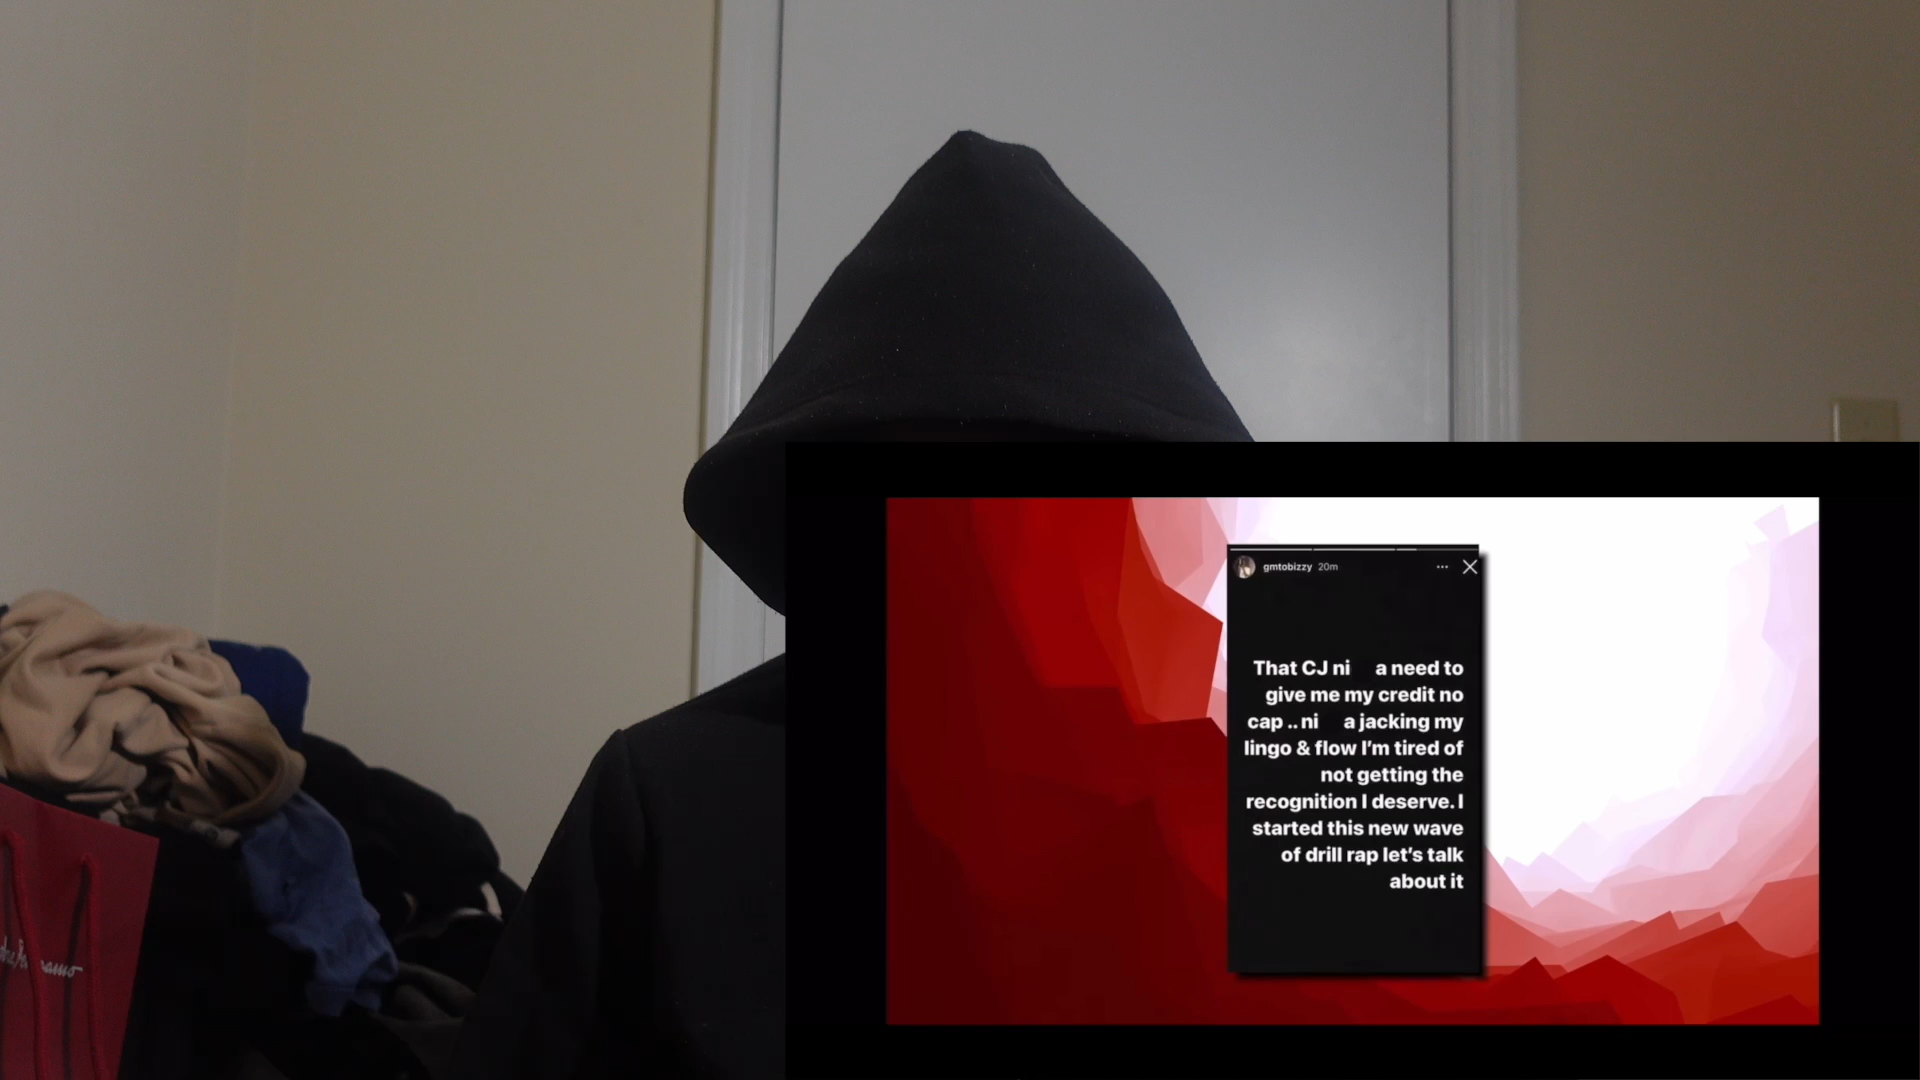 gmtobizzy 20m
That CJ ni a need to
give me my credit no
cap .. ni a jacking my
lingo & flow I'm tired of
not getting the
recognition I deserve. I
started this new wave
of drill rap let's talk
about it